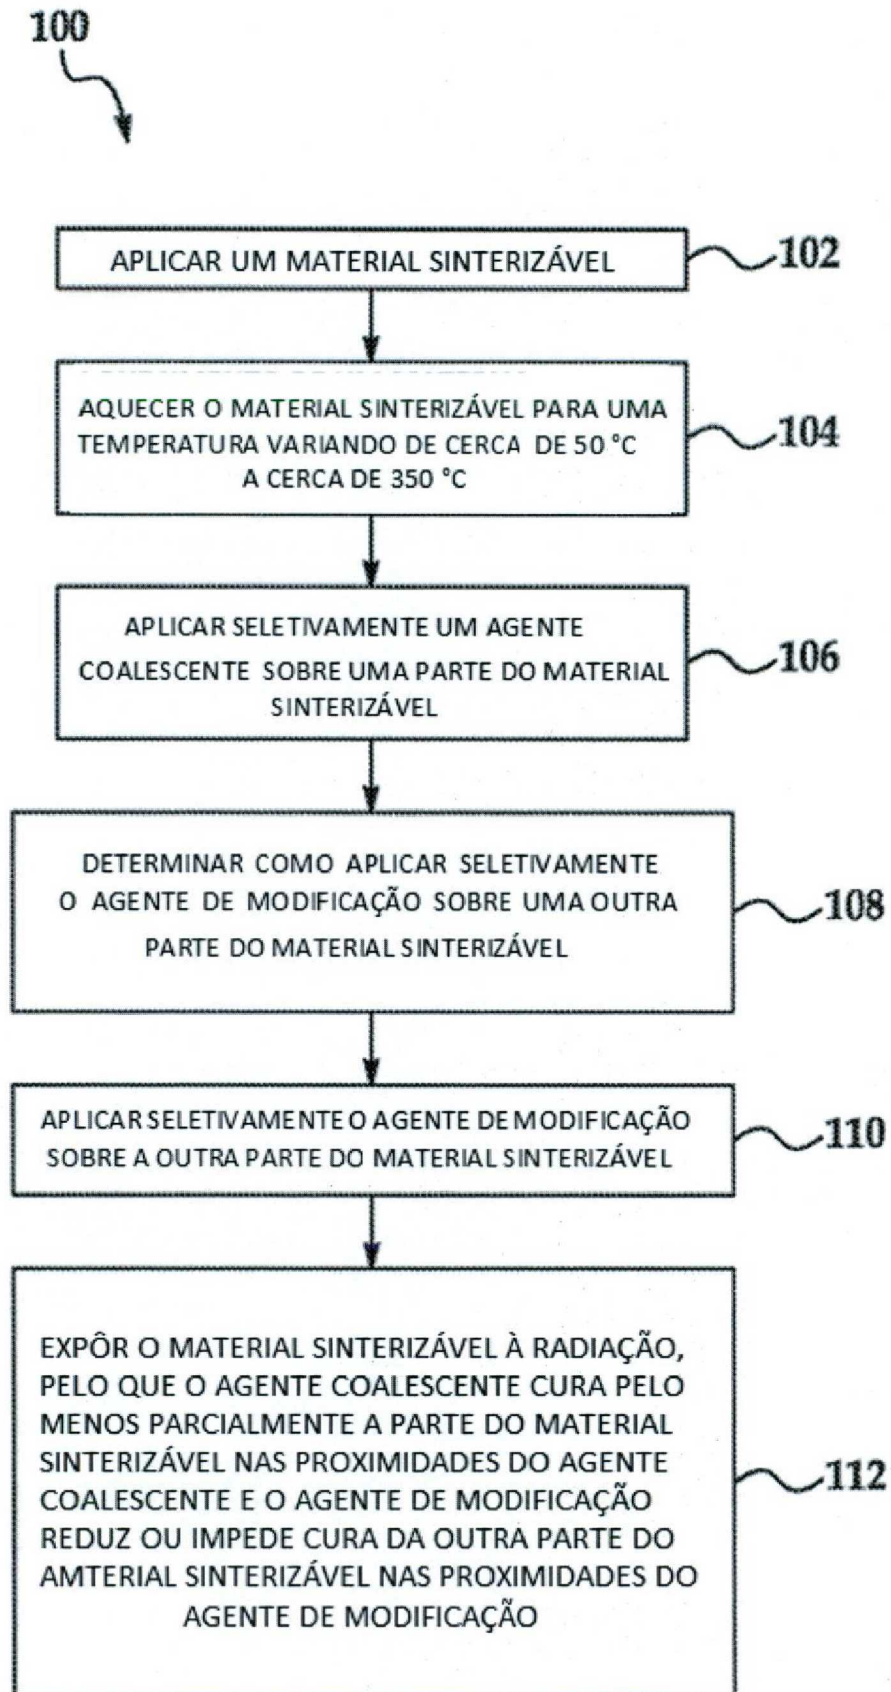 100
APLICAR UM MATERIAL SINTERIZÁVEL
102
AQUECER O MATERIAL SINTERIZÁVEL PARA UMA
TEMPERATURA VARIANDO DE CERCA DE 50 °C
A CERCA DE 350 °C
104
APLICAR SELETIVAMENTE UM AGENTE
COALESCENTE SOBRE UMA PARTE DO MATERIAL
SINTERIZÁVEL
106
DETERMINAR COMO APLICAR SELETIVAMENTE
O AGENTE DE MODIFICAÇÃO SOBRE UMA OUTRA
PARTE DO MATERIAL SINTERIZÁVEL
108
APLICAR SELETIVAMENTE O AGENTE DE MODIFICAÇÃO
SOBRE A OUTRA PARTE DO MATERIAL SINTERIZÁVEL
110
EXPÔR O MATERIAL SINTERIZÁVEL À RADIAÇÃO,
PELO QUE O AGENTE COALESCENTE CURA PELO
MENOS PARCIALMENTE A PARTE DO MATERIAL
SINTERIZÁVEL NAS PROXIMIDADES DO AGENTE
COALESCENTE E O AGENTE DE MODIFICAÇÃO
REDUZ OU IMPEDE CURA DA OUTRA PARTE DO
AMTERIAL SINTERIZÁVEL NAS PROXIMIDADES DO
AGENTE DE MODIFICAÇÃO
112